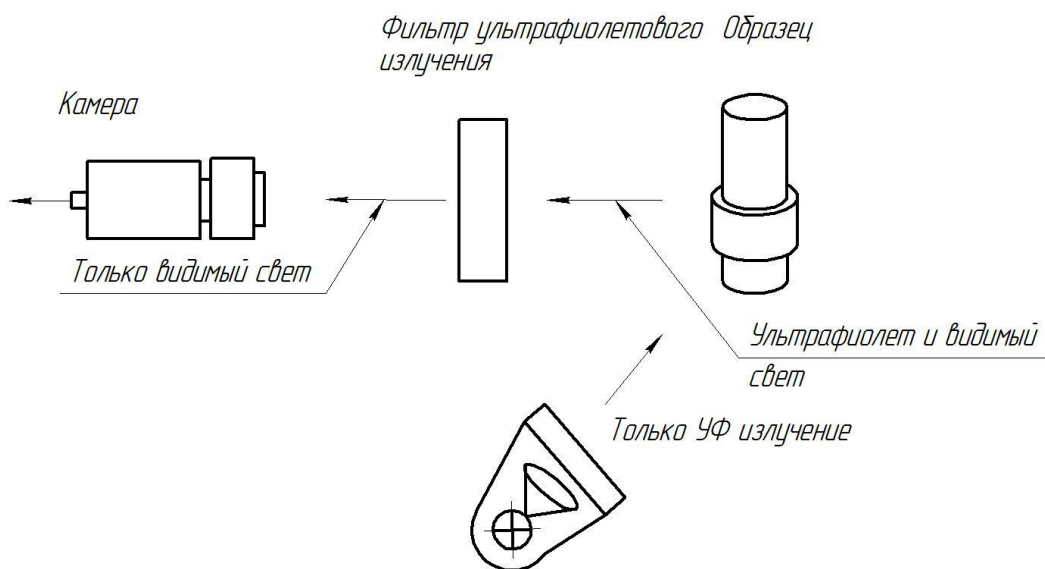 Фильтр ультрафиолетового
излучения
Образец
Камера
Только видимый свет
Ультрафиолет и видимый
свет
Только УФ излучение